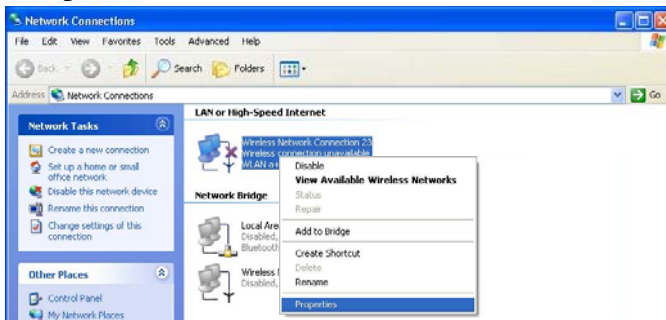 Network Connections
File Edit View Favorites Tools Advanced Help
Back Search Folders
Address Network Connections Go
LAN or High-Speed Internet
Network Tasks
Create a new connection
Set up a home or small
office network
Disable this network device
Rename this connection
Change settings of this
connection
Other Places
Control Panel
My Network Places
Wireless Network Connection 23
Wireless connection unavailable
WLAN
Network Bridge
Local Are
Disabled,
Bluetooth
Wireless
Disabled,
Disable
View Available Wireless Networks
Status
Repair
Add to Bridge
Create Shortcut
Delete
Rename
Properties